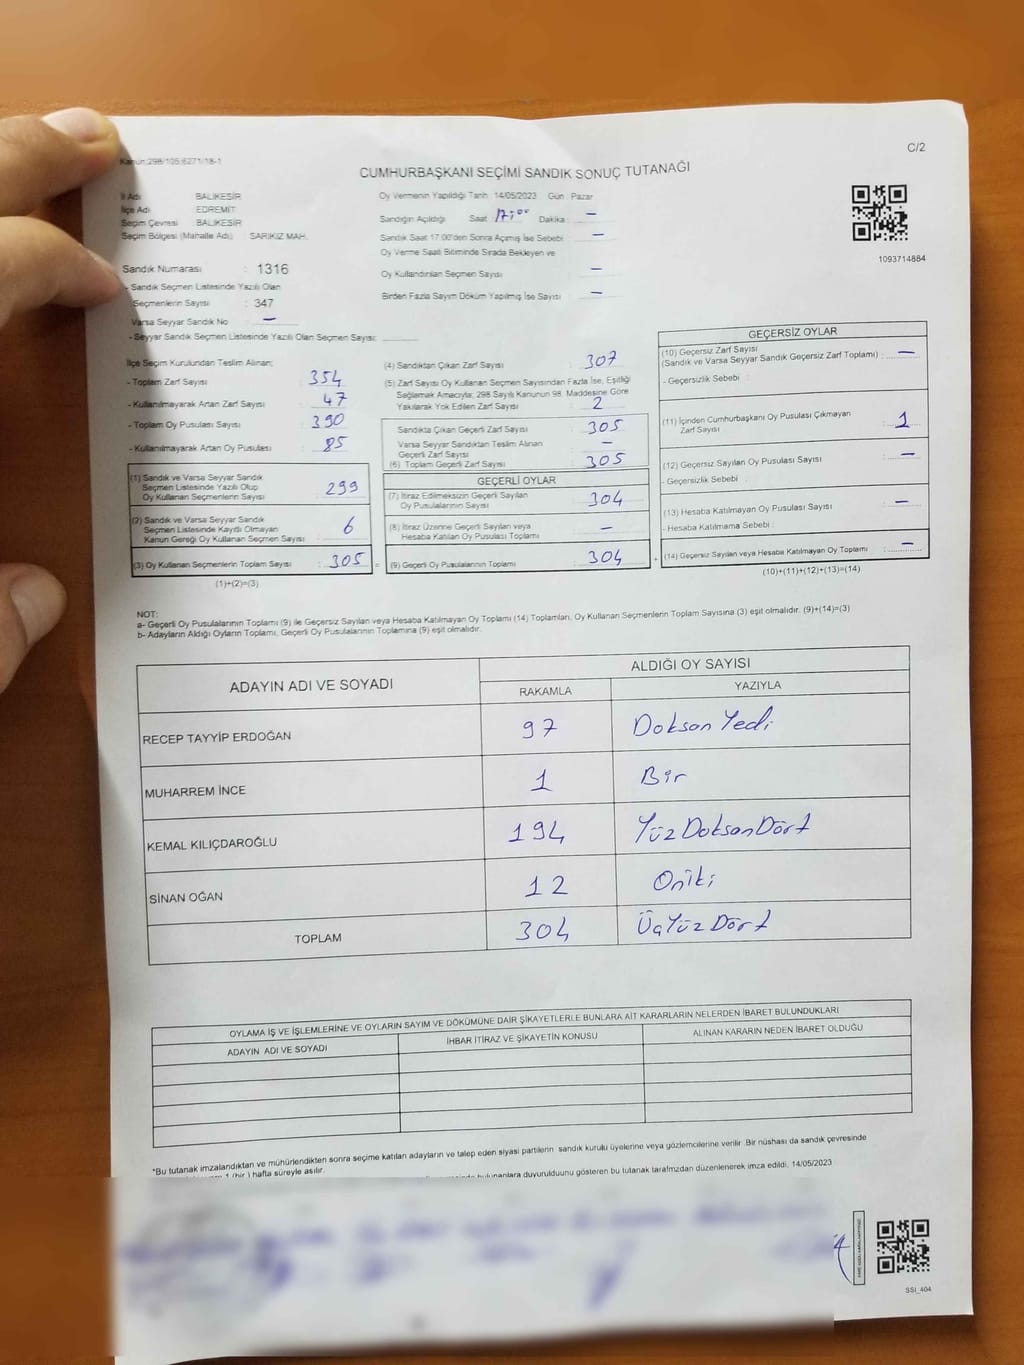 Kanun:298/105;6271/18-1
C/2
CUMHURBAŞKANI SEÇİMİ SANDIK SONUÇ TUTANAĞI
İl Adı BALIKESİR
İlçe Adı : EDREMİT
Seçim Çevresi : BALIKESİR
Seçim Bölgesi (Mahalle Adı) : SARIKIZ MAH.
Sandık Numarası : 1316
- Sandık Seçmen Listesinde Yazılı Olan
Seçmenlerin Sayısı : 347
Varsa Seyyar Sandık No : –
- Seyyar Sandık Seçmen Listesinde Yazılı Olan Seçmen Sayısı:
Oy Vermenin Yapıldığı Tarih: 14/05/2023 Gün : Pazar
Sandığın Açıldığı Saat 17:00 Dakika : –
Sandık Saat 17:00'den Sonra Açımış İse Sebebi : –
Oy Verme Saati Bitiminde Sırada Bekleyen ve
Oy Kullandırılan Seçmen Sayısı : –
Birden Fazla Sayım Döküm Yapılmış İse Sayısı : –
1093714884
İlçe Seçim Kurulundan Teslim Alınan;
- Toplam Zarf Sayısı : 354
- Kullanılmayarak Artan Zarf Sayısı : 47
- Toplam Oy Pusulası Sayısı : 390
- Kullanılmayarak Artan Oy Pusulası : 85
(1) Sandık ve Varsa Seyyar Sandık
Seçmen Listesinde Yazılı Olup
Oy Kullanan Seçmenlerin Sayısı : 299
(2) Sandık ve Varsa Seyyar Sandık
Seçmen Listesinde Kayıtlı Olmayan
Kanun Gereği Oy Kullanan Seçmen Sayısı : 6
(3) Oy Kullanan Seçmenlerin Toplam Sayısı : 305 =
(1)+(2)=(3)
(4) Sandıktan Çıkan Zarf Sayısı : 307
(5) Zarf Sayısı Oy Kullanan Seçmen Sayısından Fazla İse, Eşitliği
Sağlamak Amacıyla; 298 Sayılı Kanunun 98. Maddesine Göre
Yakılarak Yok Edilen Zarf Sayısı : 2
Sandıkta Çıkan Geçerli Zarf Sayısı : 305
Varsa Seyyar Sandıktan Teslim Alınan
Geçerli Zarf Sayısı : –
(6) Toplam Geçerli Zarf Sayısı : 305
GEÇERLİ OYLAR
(7) İtiraz Edilmeksizin Geçerli Sayılan
Oy Pusulasının Sayısı : 304
(8) İtiraz Üzerine Geçerli Sayılan veya
Hesaba Katılan Oy Pusulası Toplamı : –
(9) Geçerli Oy Pusulalarının Toplamı : 304 +
GEÇERSİZ OYLAR
(10) Geçersiz Zarf Sayısı
(Sandık ve Varsa Seyyar Sandık Geçersiz Zarf Toplamı) : –
- Geçersizlik Sebebi :
(11) İçinden Cumhurbaşkanı Oy Pusulası Çıkmayan
Zarf Sayısı : 1
(12) Geçersiz Sayılan Oy Pusulası Sayısı : –
- Geçersizlik Sebebi :
(13) Hesaba Katılmayan Oy Pusulası Sayısı : –
- Hesaba Katılmama Sebebi :
(14) Geçersiz Sayılan veya Hesaba Katılmayan Oy Toplamı : –
(10)+(11)+(12)+(13)=(14)
NOT:
a- Geçerli Oy Pusulalarının Toplamı (9) ile Geçersiz Sayılan veya Hesaba Katılmayan Oy Toplamı (14) Toplamları, Oy Kullanan Seçmenlerin Toplam Sayısına (3) eşit olmalıdır. (9)+(14)=(3)
b- Adayların Aldığı Oyların Toplamı, Geçerli Oy Pusulalarının Toplamına (9) eşit olmalıdır.
ADAYIN ADI VE SOYADI ALDIĞI OY SAYISI
RAKAMLA YAZIYLA
RECEP TAYYİP ERDOĞAN 97 Doksan Yedi
MUHARREM İNCE 1 Bir
KEMAL KILIÇDAROĞLU 194 Yüz Doksan Dört
SİNAN OĞAN 12 Oniki
TOPLAM 304 Üç Yüz Dört
OYLAMA İŞ VE İŞLEMLERİNE VE OYLARIN SAYIM VE DÖKÜMÜNE DAİR ŞİKAYETLERLE BUNLARA AİT KARARLARIN NELERDEN İBARET BULUNDUKLARI
ADAYIN ADI VE SOYADI İHBAR İTİRAZ VE ŞİKAYETİN KONUSU ALINAN KARARIN NEDEN İBARET OLDUĞU
*Bu tutanak imzalandıktan ve mühürlendikten sonra seçime katılan adayların ve talep eden siyasi partilerin sandık kurulu üyelerine veya gözlemcilerine verilir. Bir nüshası da sandık çevresinde
1 (bir ) hafta süreyle asılır.
bulunanlara duyurulduunu gösteren bu tutanak tarafımızdan düzenlenerek imza edildi. 14/05/2023
SSI_404